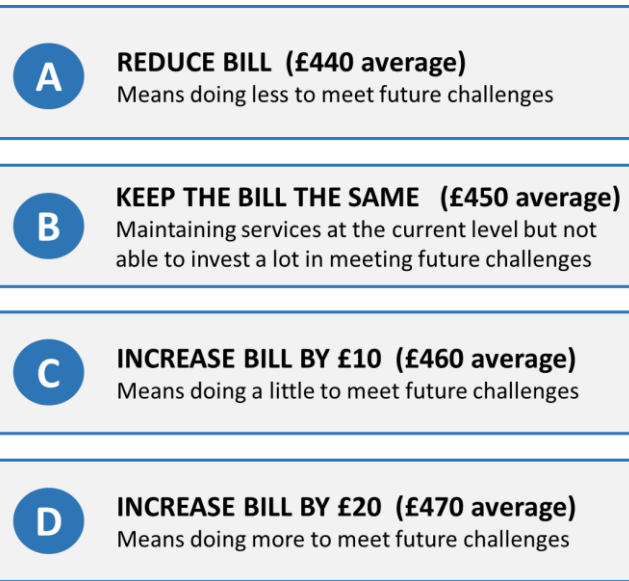 A
REDUCE BILL (£440 average)
Means doing less to meet future challenges
B
KEEP THE BILL THE SAME (£450 average)
Maintaining services at the current level but not
able to invest a lot in meeting future challenges
C
INCREASE BILL BY £10 (£460 average)
Means doing a little to meet future challenges
D
INCREASE BILL BY £20 (£470 average)
Means doing more to meet future challenges